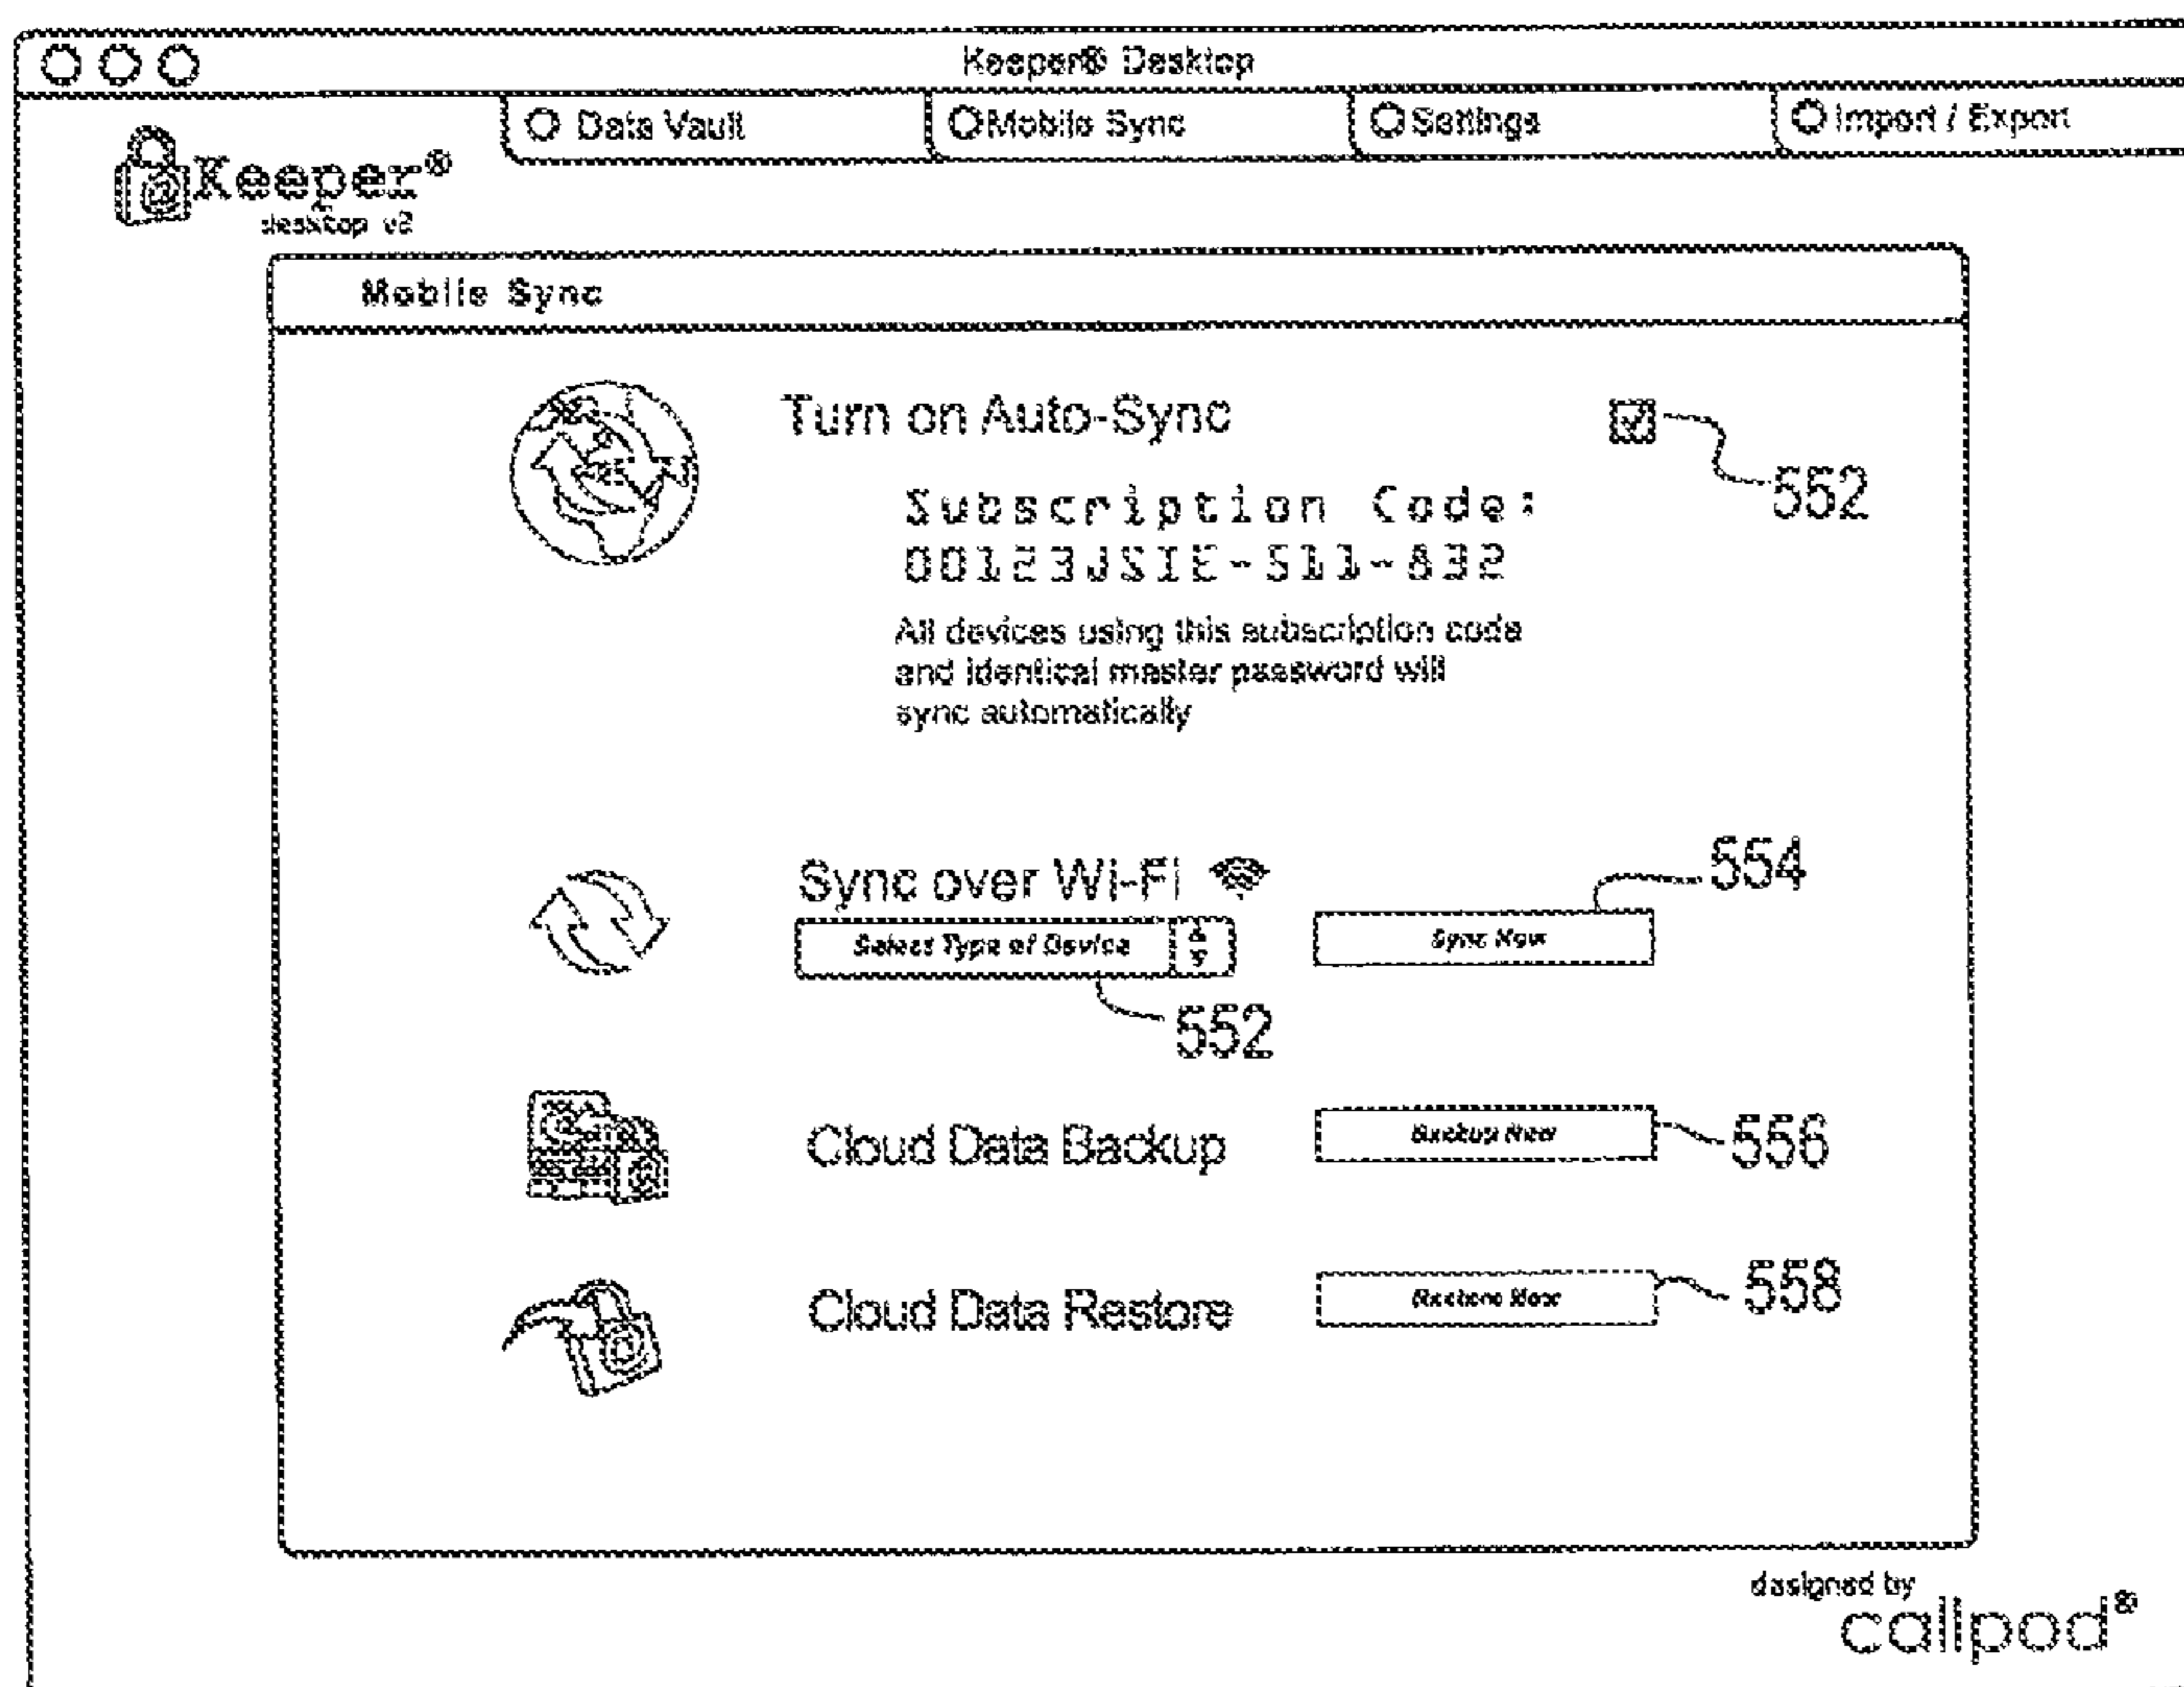 Keeper® Desktop
Data Vault
Mobile Sync
Settings
Import / Export
Keeper®
desktop v2
Mobile Sync
Turn on Auto-Sync
552
Subscription Code:
00123JSIE-511-832
All devices using this subscription code
and identical master password will
sync automatically
Sync over Wi-Fi
554
Select Type of Device
Sync Now
552
Cloud Data Backup
Backup Now
556
Cloud Data Restore
Restore Now
558
designed by
callpod®